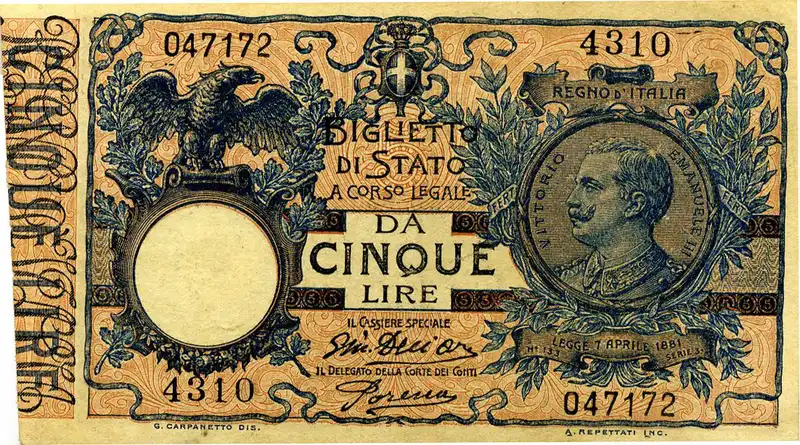 047172
4310
REGNO D'ITALIA
BIGLIETTO
DI STATO
A CORSO LEGALE
FERT
VITTORIO EMANUELE III
FERT
DA
CINQUE
LIRE
IL CASSIERE SPECIALE
IL DELEGATO DELLA CORTE DEI CONTI
LEGGE 7 APRILE 1881
4310
047172
G. CARPANETTO DIS.
A. REPETTATI INC.